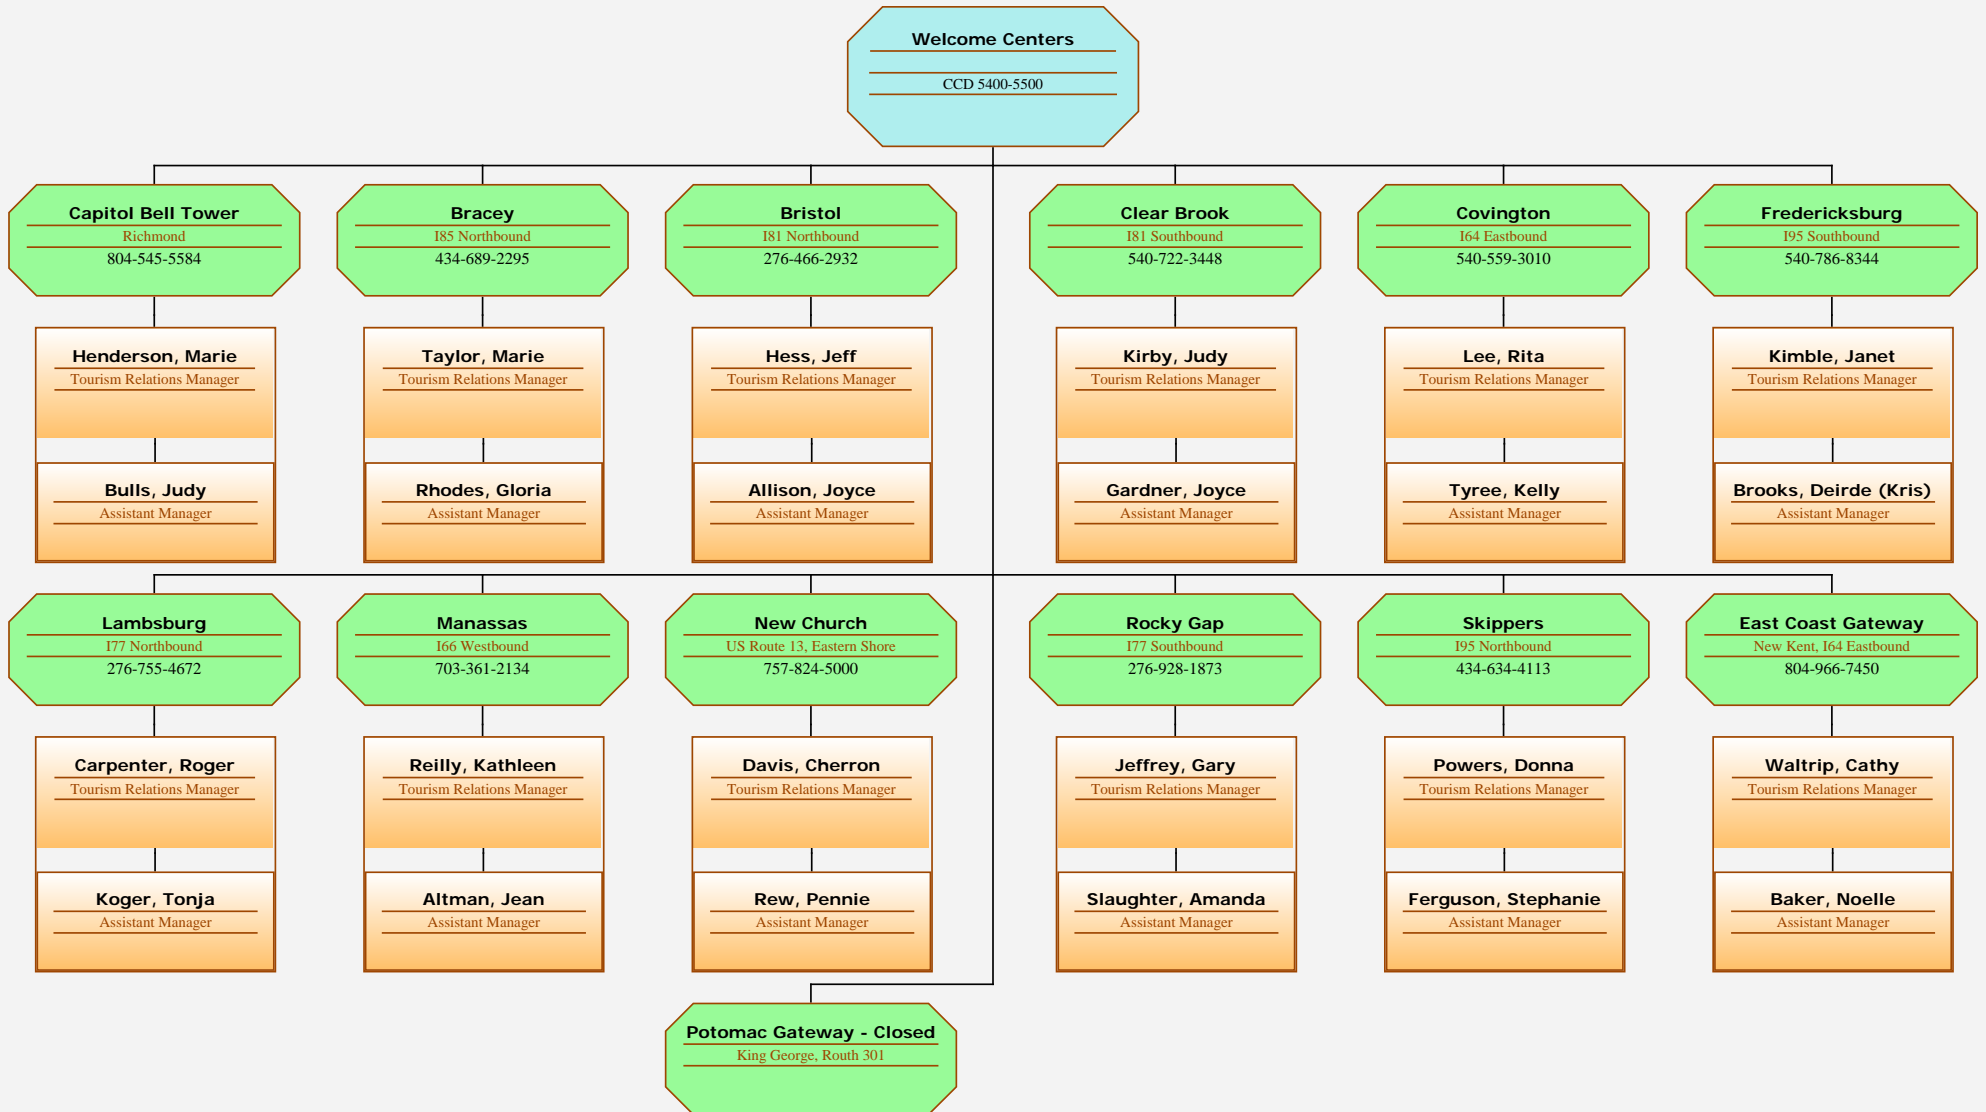 Welcome Centers
CCD 5400-5500
Capitol Bell Tower
Richmond
804-545-5584
Bracey
I85 Northbound
434-689-2295
Bristol
I81 Northbound
276-466-2932
Clear Brook
I81 Southbound
540-722-3448
Covington
I64 Eastbound
540-559-3010
Fredericksburg
I95 Southbound
540-786-8344
Henderson, Marie
Tourism Relations Manager
Taylor, Marie
Tourism Relations Manager
Hess, Jeff
Tourism Relations Manager
Kirby, Judy
Tourism Relations Manager
Lee, Rita
Tourism Relations Manager
Kimble, Janet
Tourism Relations Manager
Bulls, Judy
Assistant Manager
Rhodes, Gloria
Assistant Manager
Allison, Joyce
Assistant Manager
Gardner, Joyce
Assistant Manager
Tyree, Kelly
Assistant Manager
Brooks, Deirde (Kris)
Assistant Manager
Lambsburg
I77 Northbound
276-755-4672
Manassas
I66 Westbound
703-361-2134
New Church
US Route 13, Eastern Shore
757-824-5000
Rocky Gap
I77 Southbound
276-928-1873
Skippers
I95 Northbound
434-634-4113
East Coast Gateway
New Kent, I64 Eastbound
804-966-7450
Carpenter, Roger
Tourism Relations Manager
Reilly, Kathleen
Tourism Relations Manager
Davis, Cherron
Tourism Relations Manager
Jeffrey, Gary
Tourism Relations Manager
Powers, Donna
Tourism Relations Manager
Waltrip, Cathy
Tourism Relations Manager
Koger, Tonja
Assistant Manager
Altman, Jean
Assistant Manager
Rew, Pennie
Assistant Manager
Slaughter, Amanda
Assistant Manager
Ferguson, Stephanie
Assistant Manager
Baker, Noelle
Assistant Manager
Potomac Gateway - Closed
King George, Route 301